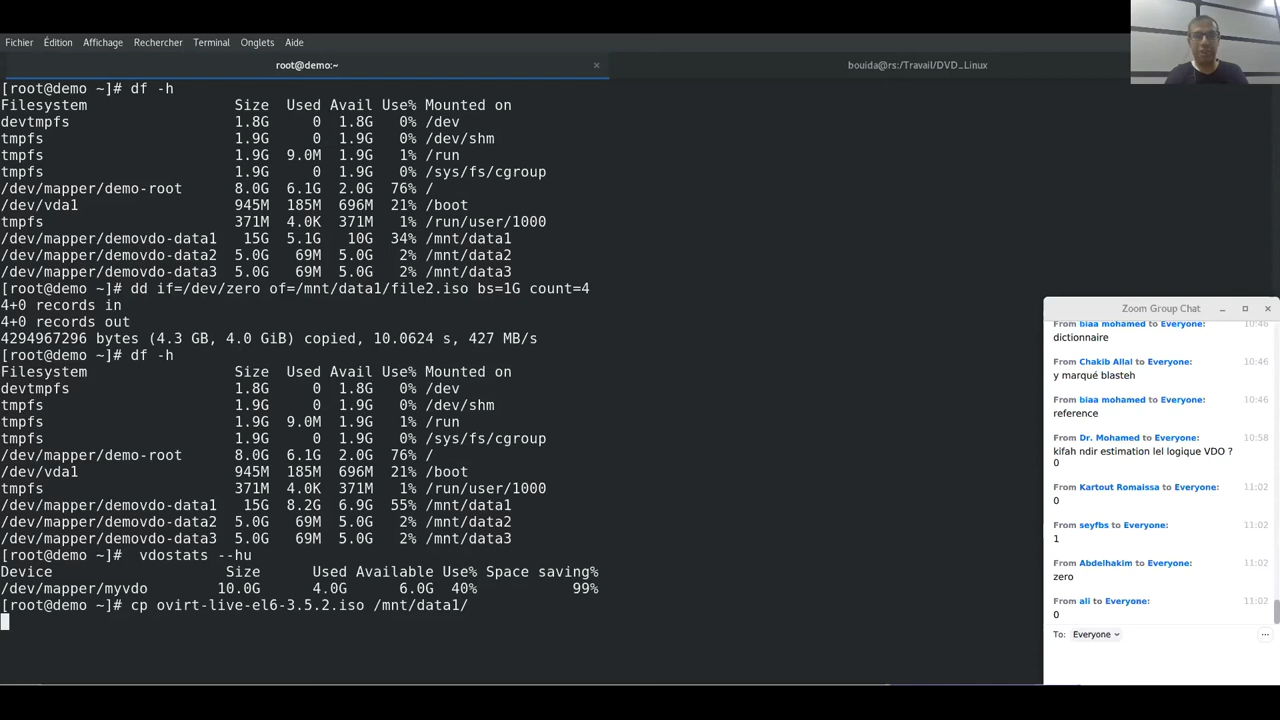 Fichier Édition Affichage Rechercher Terminal Onglets Aide
root@demo:~ × bouida@rs:/Travail/DVD_Linux
[root@demo ~]# df -h
Filesystem Size Used Avail Use% Mounted on
devtmpfs 1.8G 0 1.8G 0% /dev
tmpfs 1.9G 0 1.9G 0% /dev/shm
tmpfs 1.9G 9.0M 1.9G 1% /run
tmpfs 1.9G 0 1.9G 0% /sys/fs/cgroup
/dev/mapper/demo-root 8.0G 6.1G 2.0G 76% /
/dev/vda1 945M 185M 696M 21% /boot
tmpfs 371M 4.0K 371M 1% /run/user/1000
/dev/mapper/demovdo-data1 15G 5.1G 10G 34% /mnt/data1
/dev/mapper/demovdo-data2 5.0G 69M 5.0G 2% /mnt/data2
/dev/mapper/demovdo-data3 5.0G 69M 5.0G 2% /mnt/data3
[root@demo ~]# dd if=/dev/zero of=/mnt/data1/file2.iso bs=1G count=4
4+0 records in
4+0 records out
4294967296 bytes (4.3 GB, 4.0 GiB) copied, 10.0624 s, 427 MB/s
[root@demo ~]# df -h
Filesystem Size Used Avail Use% Mounted on
devtmpfs 1.8G 0 1.8G 0% /dev
tmpfs 1.9G 0 1.9G 0% /dev/shm
tmpfs 1.9G 9.0M 1.9G 1% /run
tmpfs 1.9G 0 1.9G 0% /sys/fs/cgroup
/dev/mapper/demo-root 8.0G 6.1G 2.0G 76% /
/dev/vda1 945M 185M 696M 21% /boot
tmpfs 371M 4.0K 371M 1% /run/user/1000
/dev/mapper/demovdo-data1 15G 8.2G 6.9G 55% /mnt/data1
/dev/mapper/demovdo-data2 5.0G 69M 5.0G 2% /mnt/data2
/dev/mapper/demovdo-data3 5.0G 69M 5.0G 2% /mnt/data3
[root@demo ~]#  vdostats --hu
Device Size Used Available Use% Space saving%
/dev/mapper/myvdo 10.0G 4.0G 6.0G 40% 99%
[root@demo ~]# cp ovirt-live-el6-3.5.2.iso /mnt/data1/
Zoom Group Chat
From biaa mohamed to Everyone: 10:46
dictionnaire
From Chakib Allal to Everyone: 10:46
y marqué blasteh
From biaa mohamed to Everyone: 10:46
reference
From Dr. Mohamed to Everyone: 10:58
kifah ndir estimation lel logique VDO ?
0
From Kartout Romaissa to Everyone: 11:02
0
From seyfbs to Everyone: 11:02
1
From Abdelhakim to Everyone: 11:02
zero
From ali to Everyone: 11:02
0
To: Everyone ...